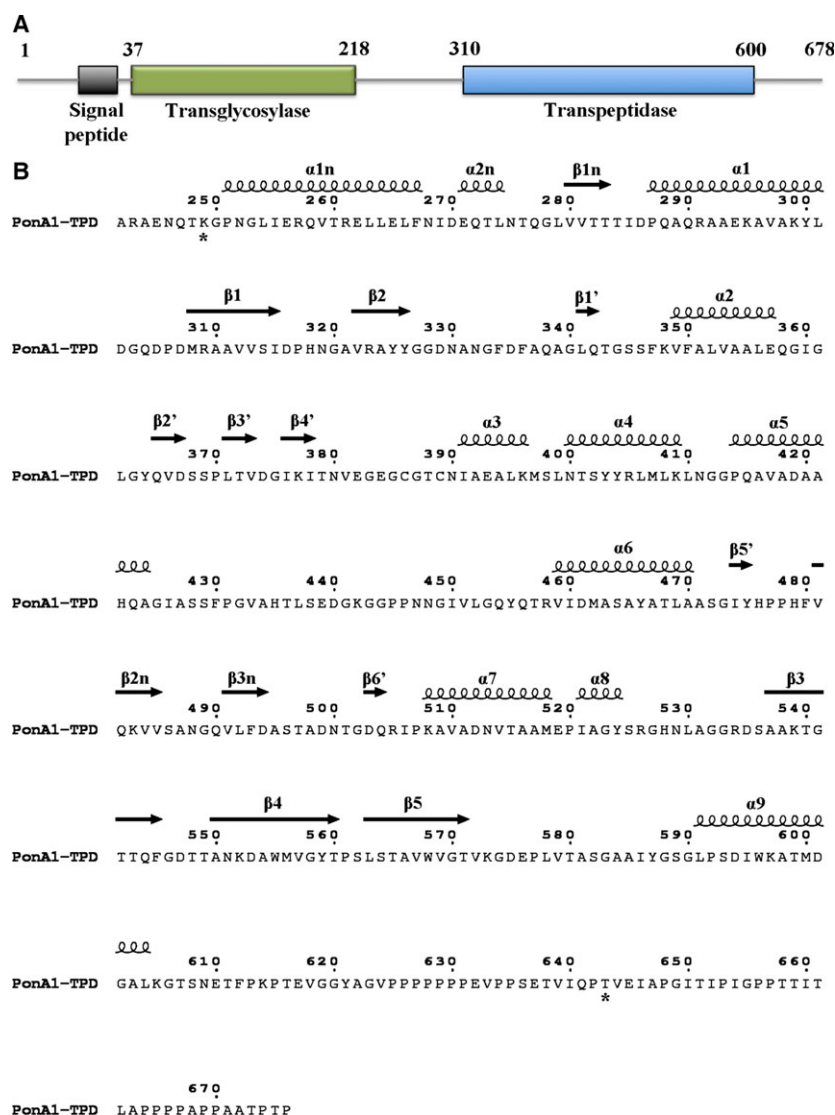 A
1 37 218 310 600 678
Signal peptide
Transglycosylase
Transpeptidase
B
α1n α2n β1n α1
250 260 270 280 290 300
PonA1-TPD ARAENQTKGPNGLIERQVTRELLELFNIDEQTLNTQGLVVTTTIDPQAQRAAEKAVAKYL
*
β1 β2 β1' α2
310 320 330 340 350 360
PonA1-TPD DGQDPDMRAAVVSIDPHNGAVRAYYGGDNANGFDFAQAGLQTGSSFKVFALVAALEQGIG
β2' β3' β4' α3 α4 α5
370 380 390 400 410 420
PonA1-TPD LGYQVDSSPLTVDGIKITNVEGEGCGTCNIAEALKMSLNTSYYRLMLKLNGGPQAVADAA
α6 β5'
430 440 450 460 470 480
PonA1-TPD HQAGIASSFPGVAHTLSEDGKGGPPNNGIVLGQYQTRVIDMASAYATLAASGIYHPPHFV
β2n β3n β6' α7 α8 β3
490 500 510 520 530 540
PonA1-TPD QKVVSANGQVLFDASTADNTGDQRIPKAVADNVTAAMEPIAGYSRGHNLAGGRDSAAKTG
β4 β5 α9
550 560 570 580 590 600
PonA1-TPD TTQFGDTTANKDAWMVGYTPSLSTAVWVGTVKGDEPLVTASGAAIYGSGLPSDIWKATMD
610 620 630 640 650 660
PonA1-TPD GALKGTSNETFPKPTEVGGYAGVPPPPPPPEVPPSETVIQPTVEIAPGITIPIGPPTTIT
*
670
PonA1-TPD LAPPPPAPPAATPTP